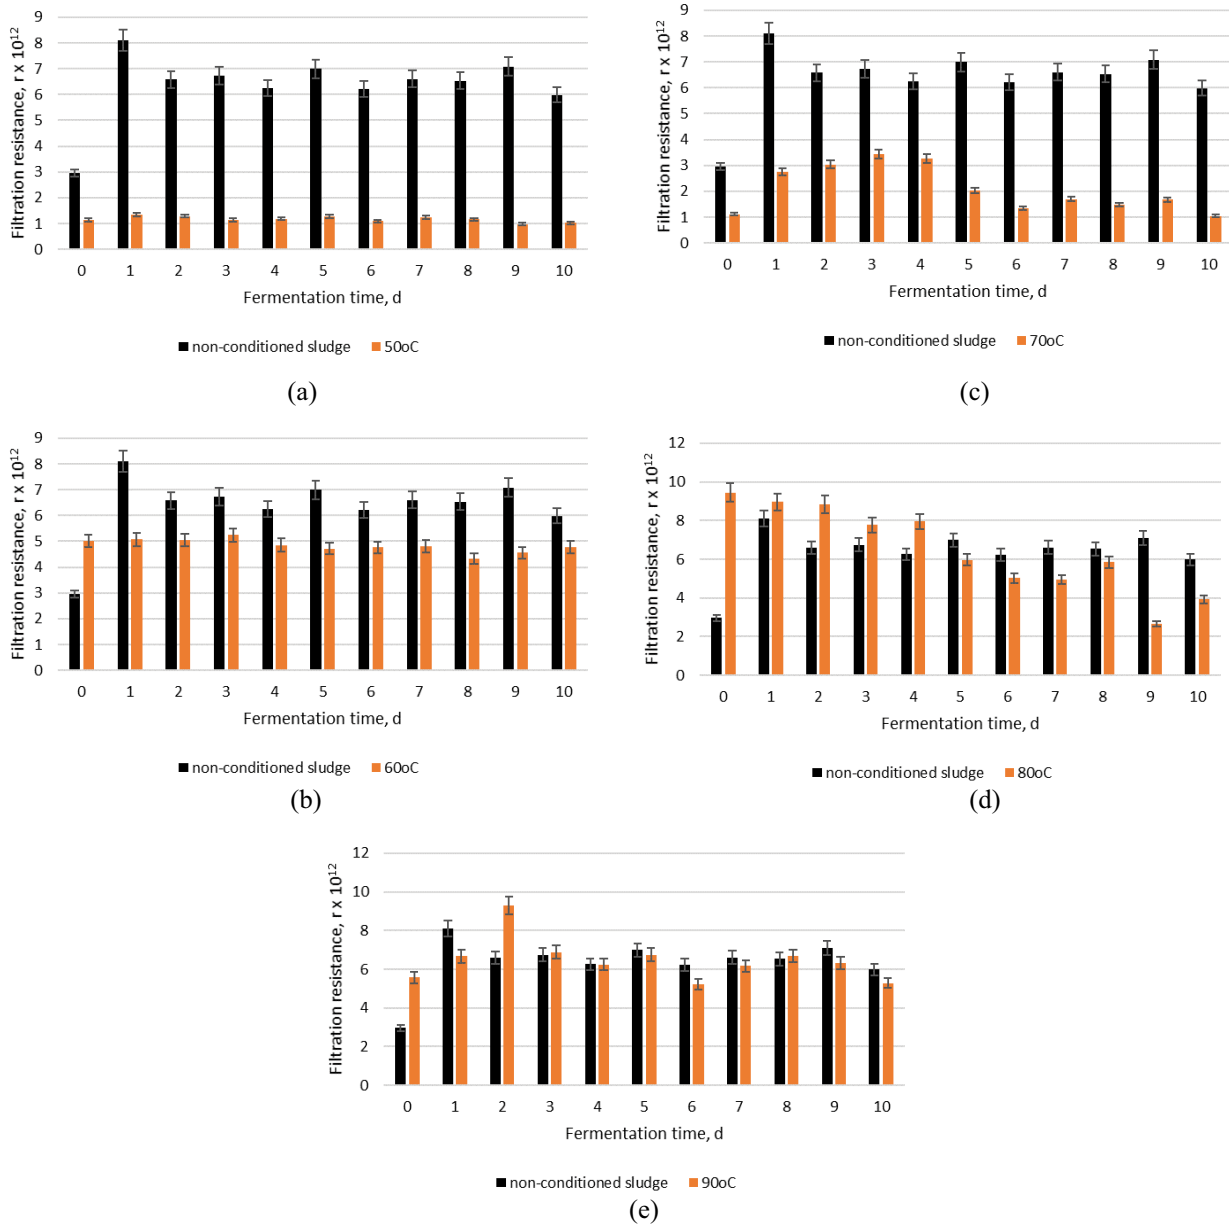 Filtration resistance, r x 10¹²
9
8
7
6
5
4
3
2
1
0
0 1 2 3 4 5 6 7 8 9 10
Fermentation time, d
non-conditioned sludge 50oC
(a)
Filtration resistance, r x 10¹²
9
8
7
6
5
4
3
2
1
0
0 1 2 3 4 5 6 7 8 9 10
Fermentation time, d
non-conditioned sludge 70oC
(c)
Filtration resistance, r x 10¹²
9
8
7
6
5
4
3
2
1
0
0 1 2 3 4 5 6 7 8 9 10
Fermentation time, d
non-conditioned sludge 60oC
(b)
Filtration resistance, r x 10¹²
12
10
8
6
4
2
0
0 1 2 3 4 5 6 7 8 9 10
Fermentation time, d
non-conditioned sludge 80oC
(d)
Filtration resistance, r x 10¹²
12
10
8
6
4
2
0
0 1 2 3 4 5 6 7 8 9 10
Fermentation time, d
non-conditioned sludge 90oC
(e)